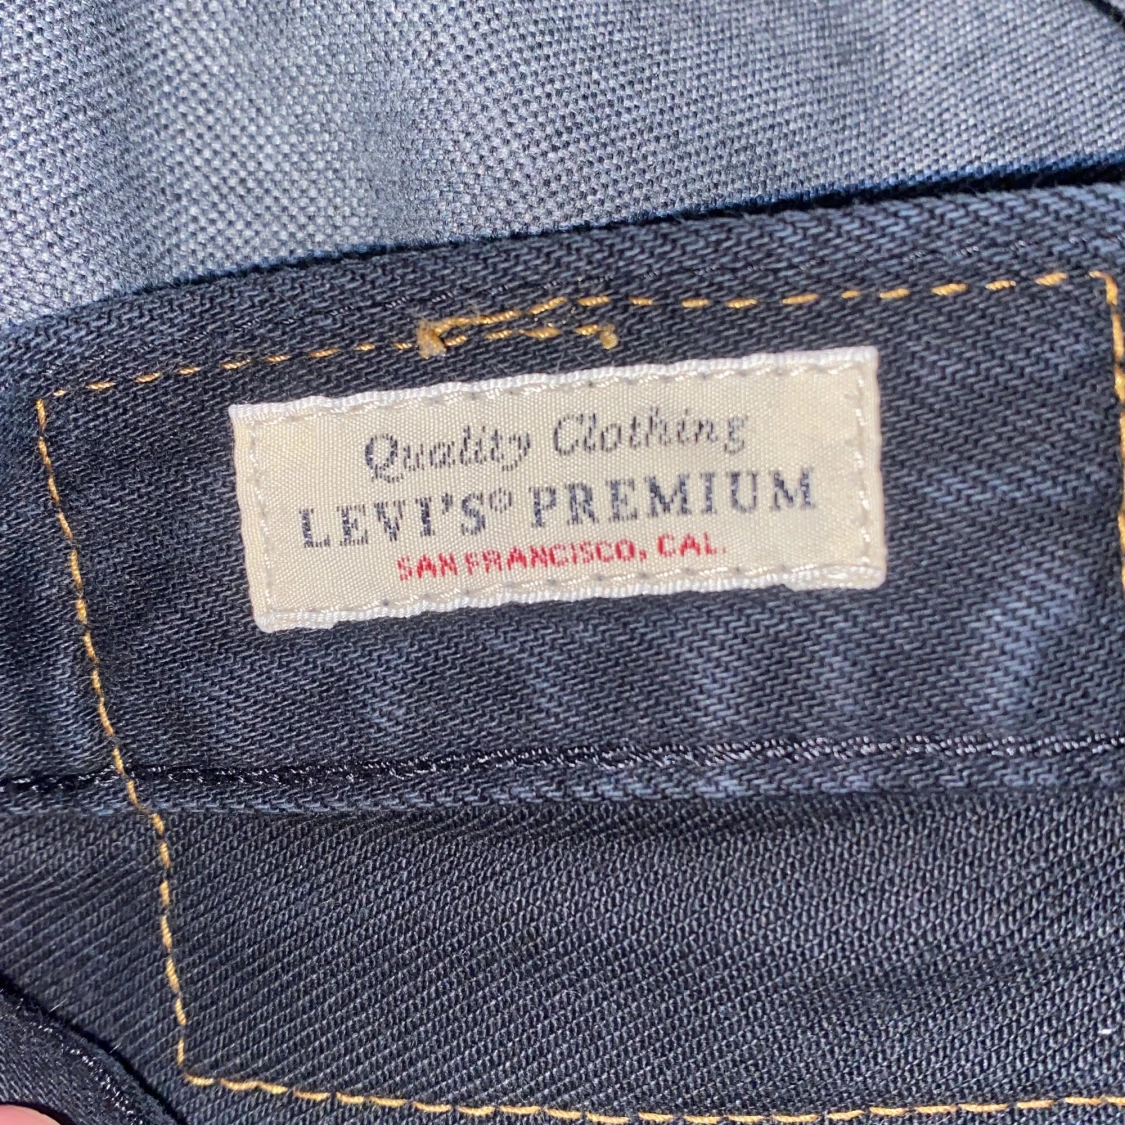 Quality Clothing
LEVI'S® PREMIUM
SAN FRANCISCO, CAL.